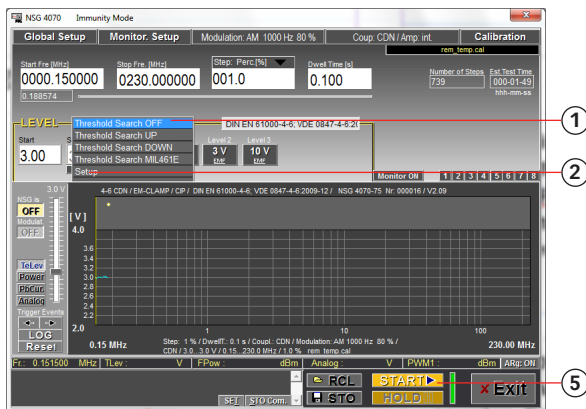 NSG 4070 Immunity Mode
Global Setup Monitor. Setup Modulation: AM 1000 Hz 80 % Coup: CDN / Amp: int. Calibration
rem_temp.cal
Start Fre [MHz] Stop Fre. [MHz] Step: Perc.[%] Dwell Time [s]
0000.150000 0230.000000 001.0 0.100
Number of Steps Est Test Time
739 000-01-49
hhh-mm-ss
0.188574
LEVEL
DIN EN 61000-4-6; VDE 0847-4-6:20
Threshold Search OFF
Threshold Search UP
Threshold Search DOWN
Threshold Search MIL461E
Setup
Start
3.00
Level 2 Level 3
3 V 10 V
EMF EMF
Monitor ON 1 2 3 4 5 6 7 8
1
2
3.0 V
4-6 CDN / EM-CLAMP / CIP / DIN EN 61000-4-6; VDE 0847-4-6:2009-12 / NSG 4070-75 Nr: 000016 / V2.09
NSG is
OFF
Modulat
OFF
[ V ]
4.0
3.6
3.4
3.2
3.0
2.8
2.6
2.4
2.2
2.0
TeLev
Power
PbCur.
Analog
Trigger Events
LOG
Reset
1 10 100
0.15 MHz 230.00 MHz
Step: 1 % / DwellT.: 0.1 s / Coupl.: CDN / Modulation: AM 1000 Hz 80 % /
CDN / 3.0...3.0 V / 0.15...230.0 MHz / 1.0 % rem_temp.cal
Fr.: 0.151500 MHz TLev : V FPow : dBm Analog : V PWM1 : dBm ARg: ON
SET STO Com.
RCL
STO
START
HOLD
Exit
5